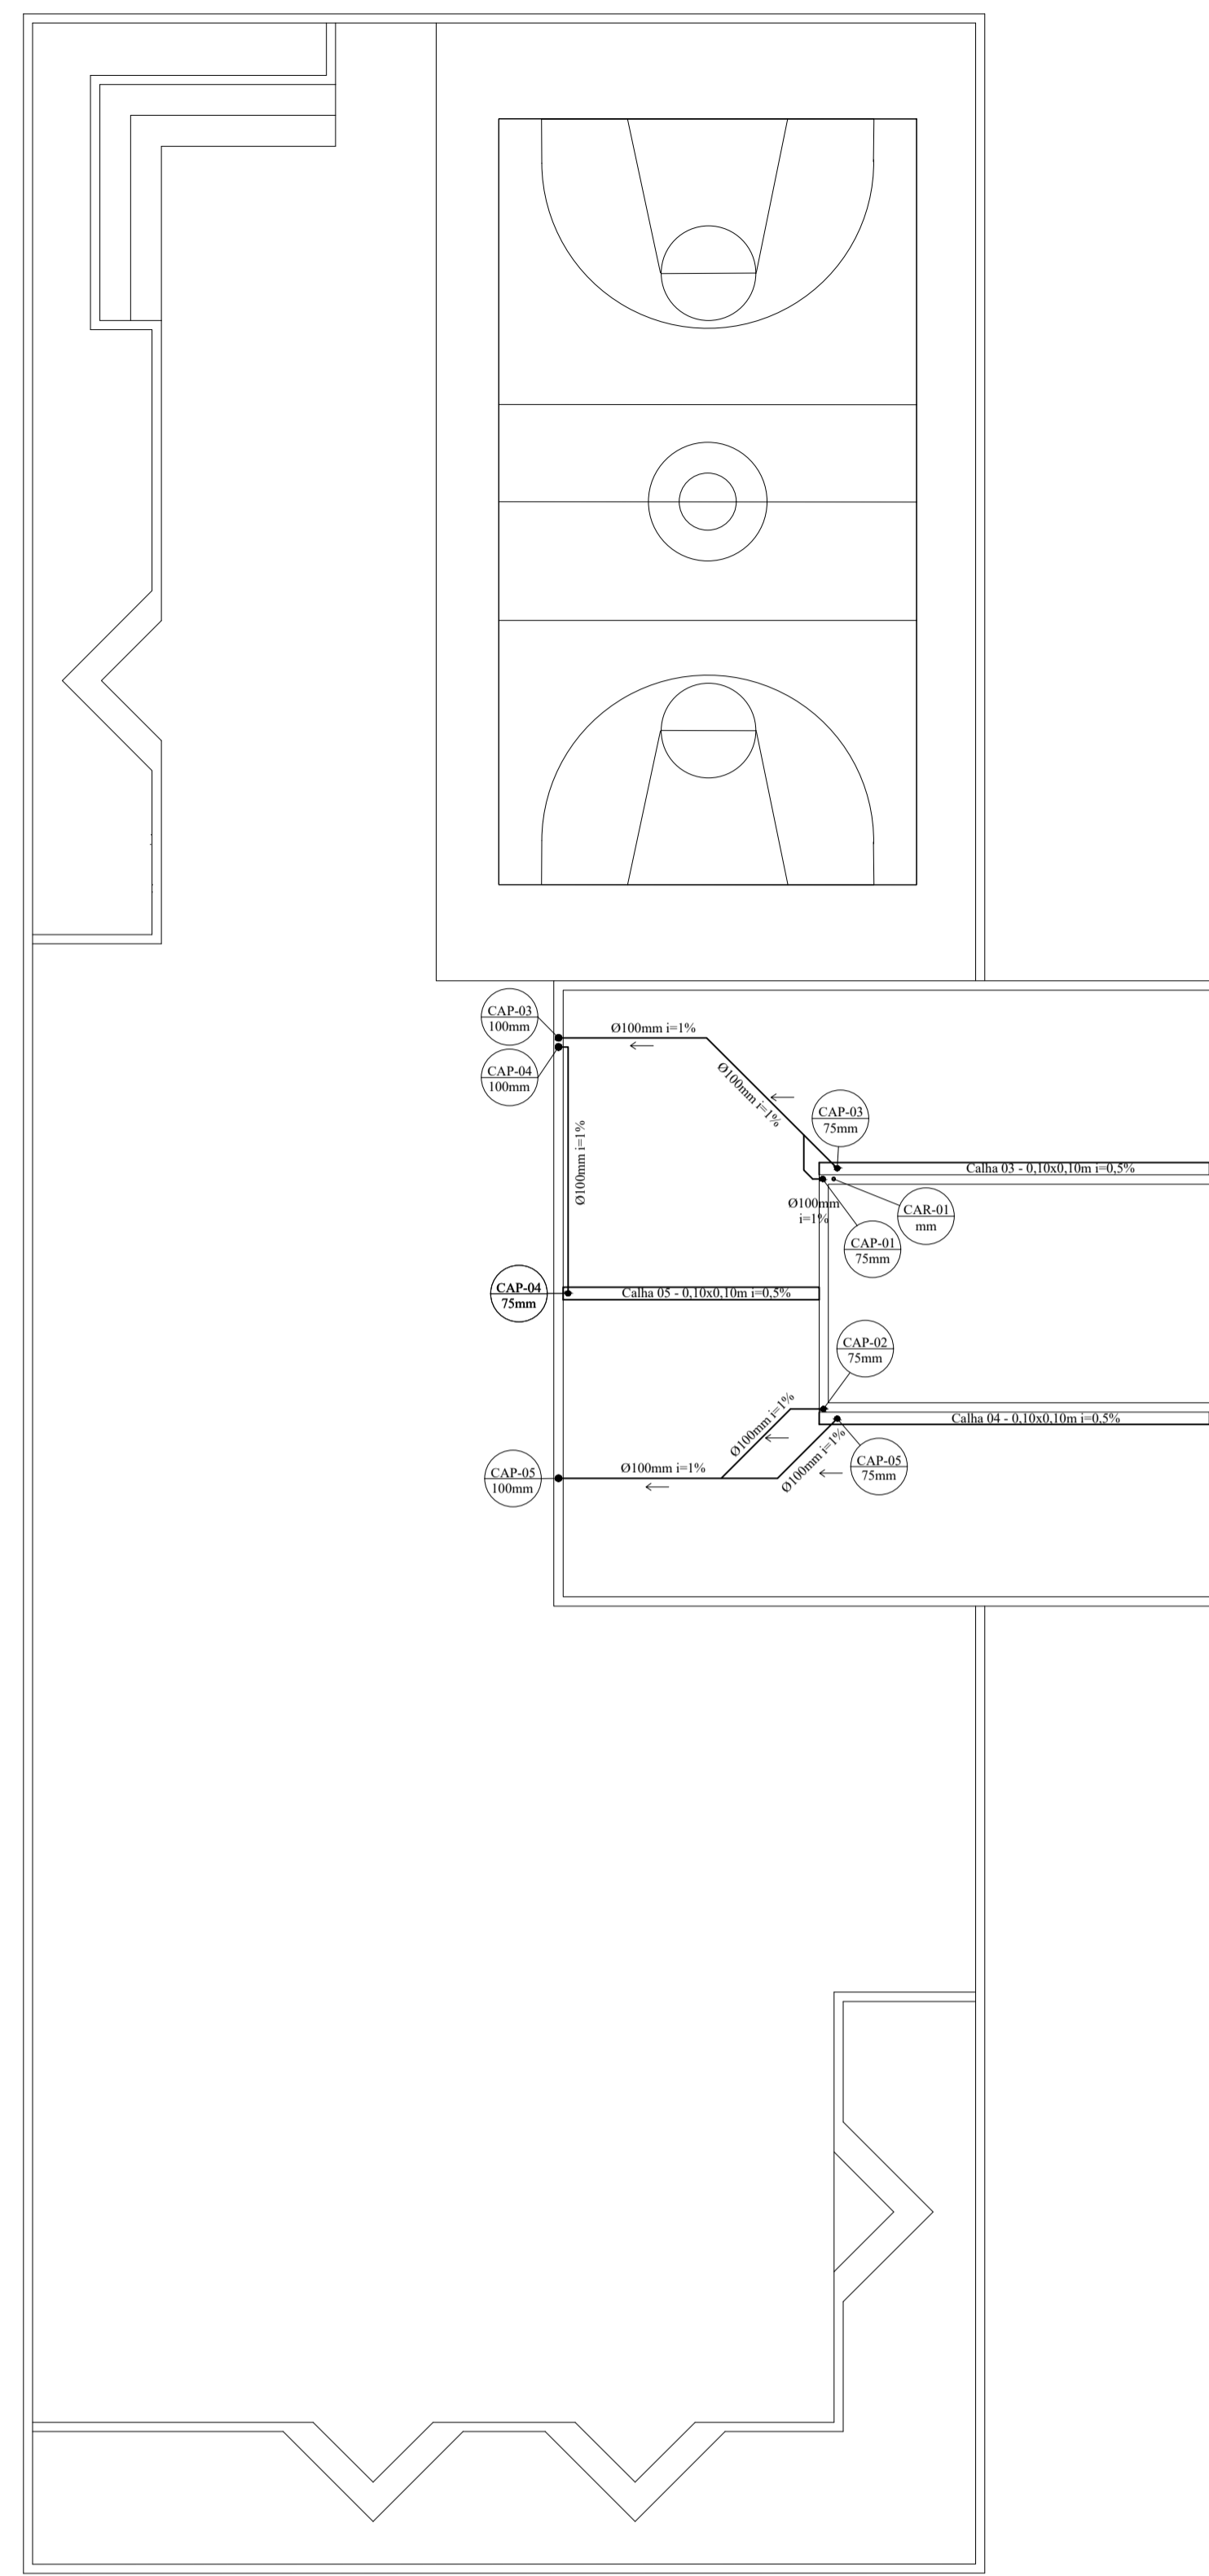 CAP-03
100mm
Ø100mm i=1%
CAP-04
100mm
Ø100mm i=1%
CAP-03
75mm
Ø100mm i=1%
Calha 03 - 0,10x0,10m i=0,5%
Ø100mm
i=1%
CAR-01
mm
CAP-01
75mm
CAP-04
75mm
Calha 05 - 0,10x0,10m i=0,5%
CAP-02
75mm
Ø100mm i=1%
Calha 04 - 0,10x0,10m i=0,5%
Ø100mm i=1%
CAP-05
100mm
Ø100mm i=1%
CAP-05
75mm